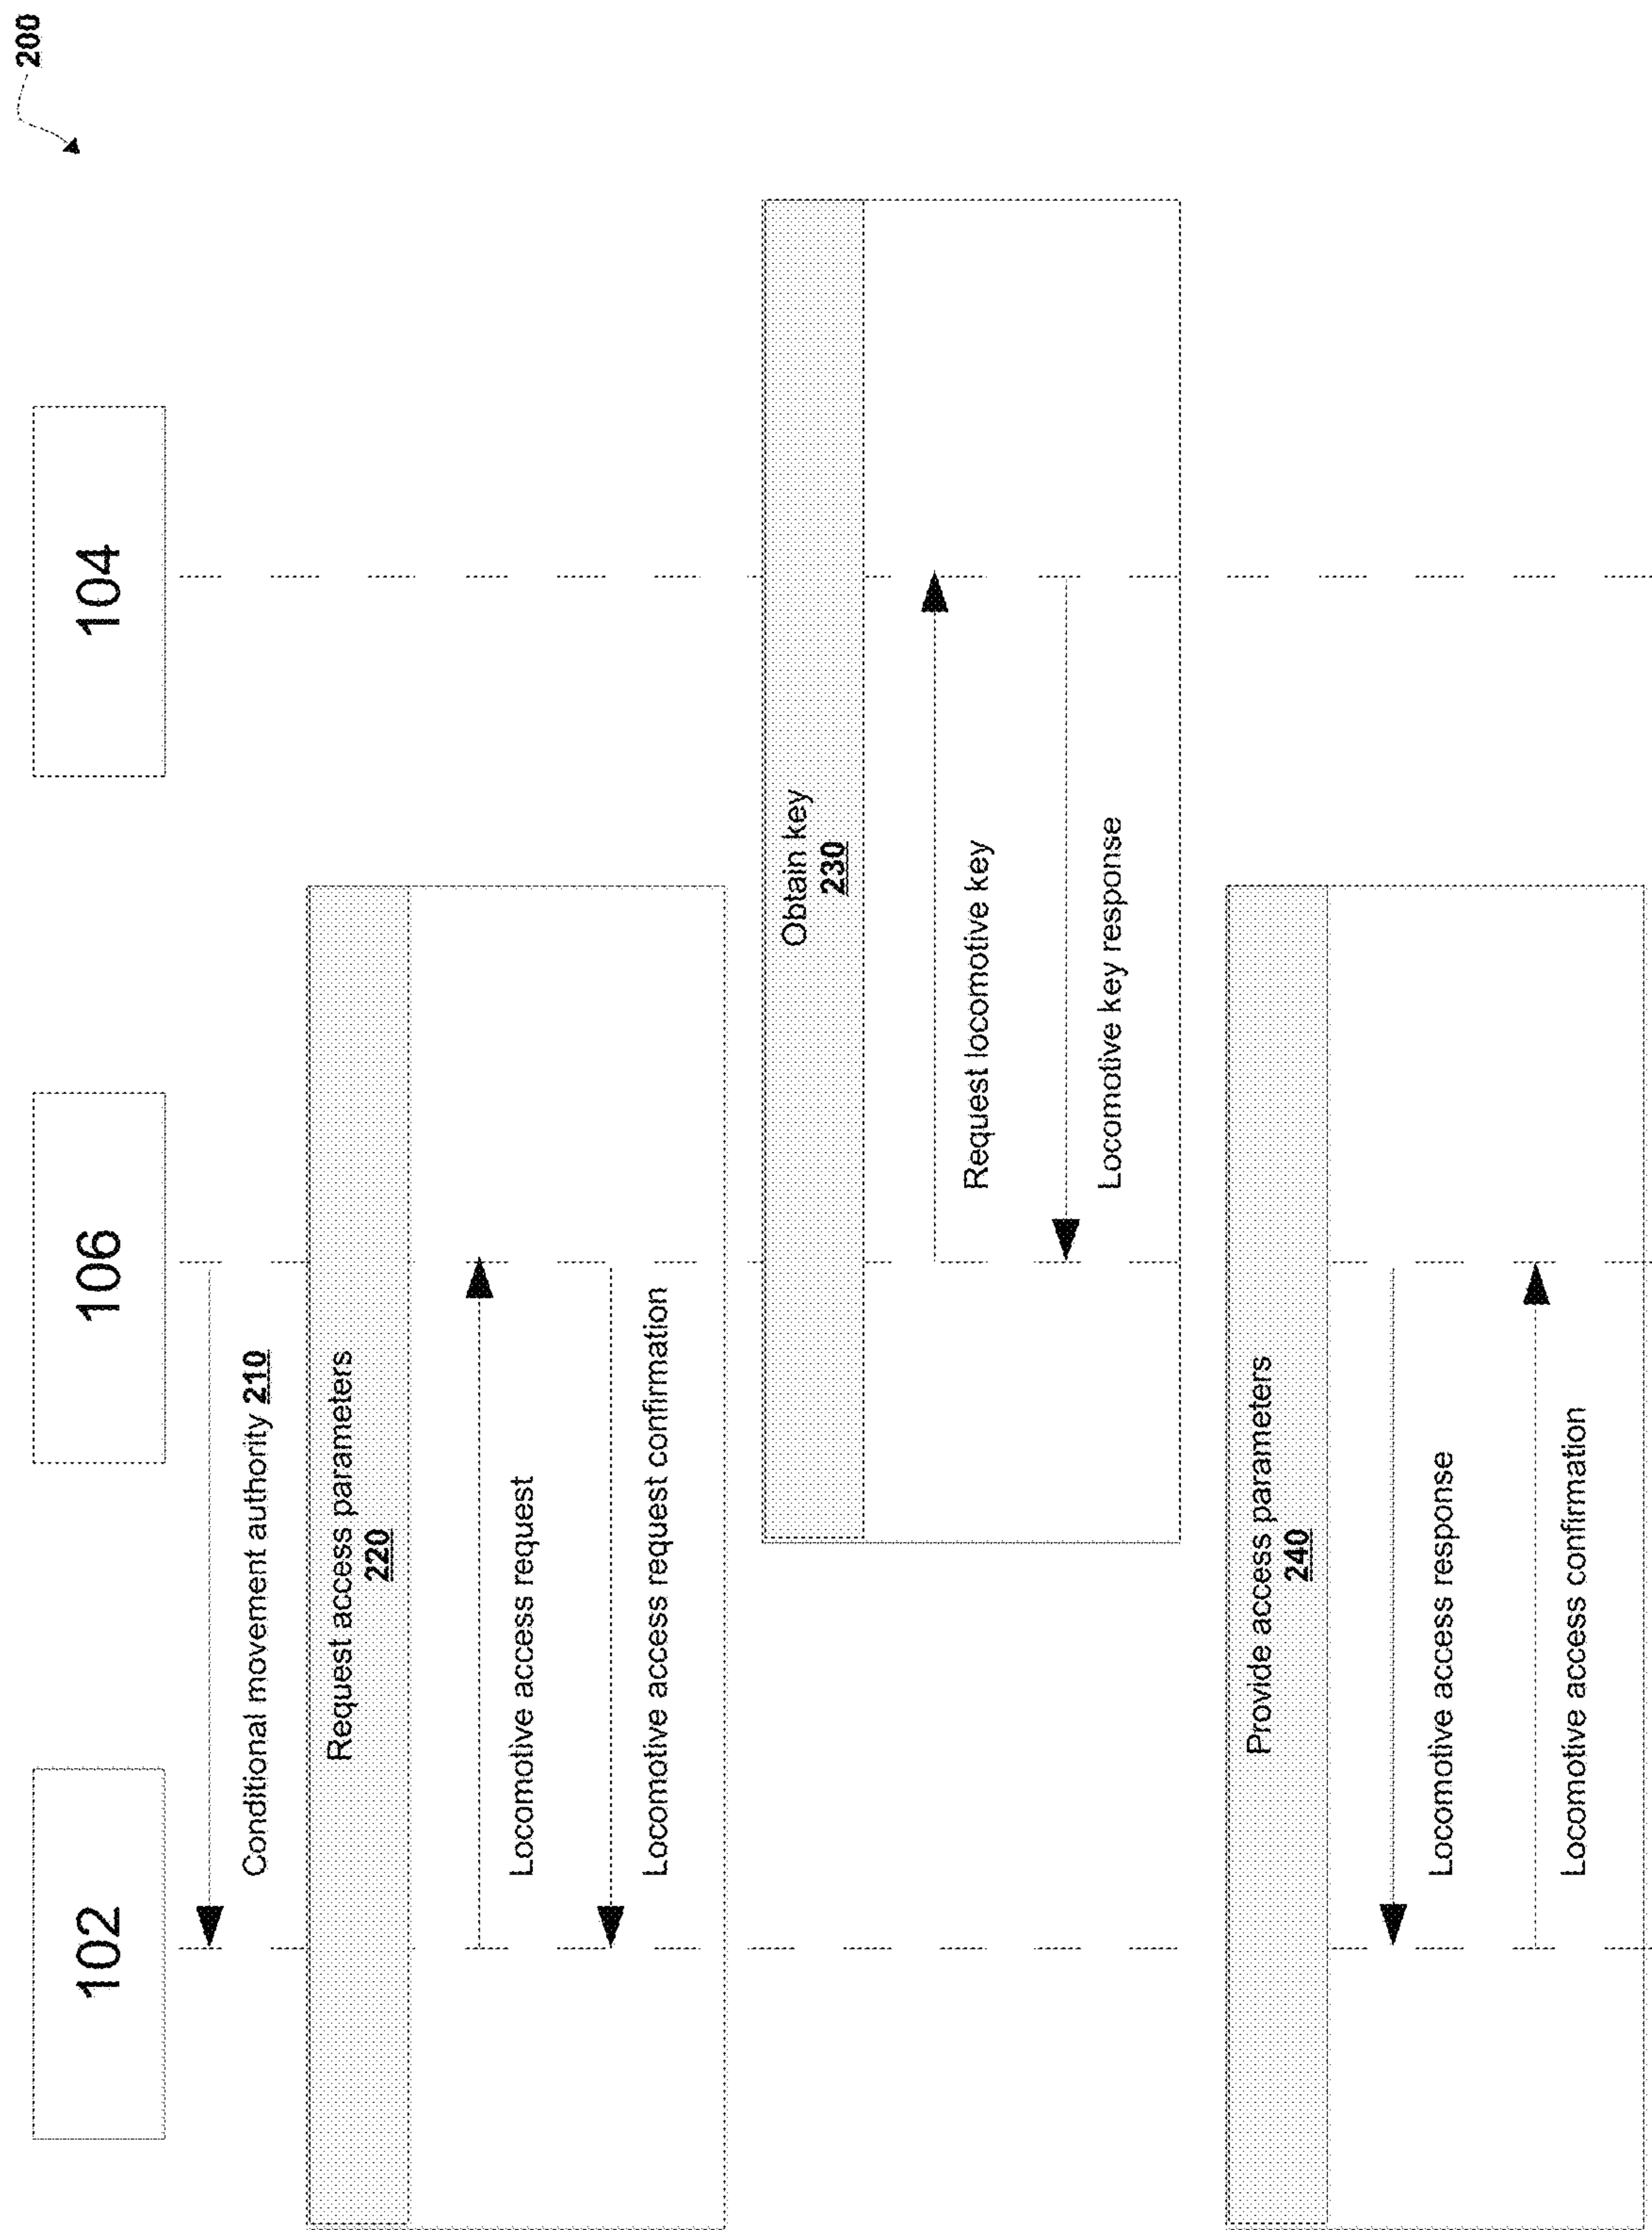 200
102
106
104
Conditional movement authority 210
Request access parameters
220
Locomotive access request
Locomotive access request confirmation
Obtain key
230
Request locomotive key
Locomotive key response
Provide access parameters
240
Locomotive access response
Locomotive access confirmation